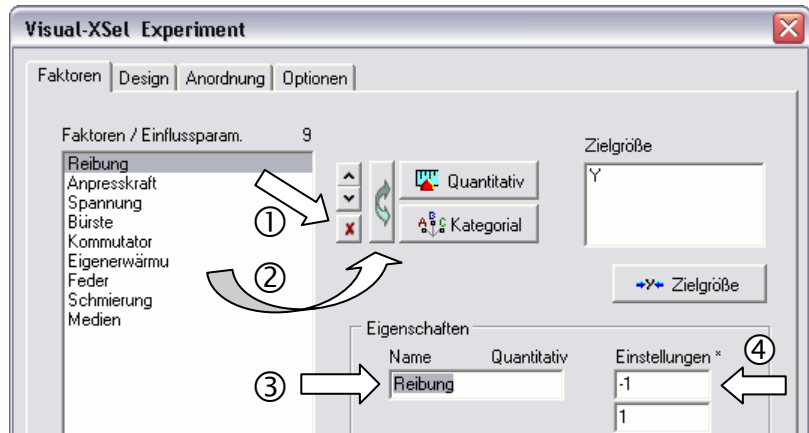 Visual-XSel Experiment
Faktoren Design Anordnung Optionen
Faktoren / Einflussparam. 9
Reibung
Anpresskraft
Spannung
Bürste
Kommutator
Eigenerwärmu
Feder
Schmierung
Medien
①
②
x
Quantitativ
A B C Kategorial
Zielgröße
Y
→Y← Zielgröße
Eigenschaften
Name Quantitativ Einstellungen *
③ Reibung -1 ④
1